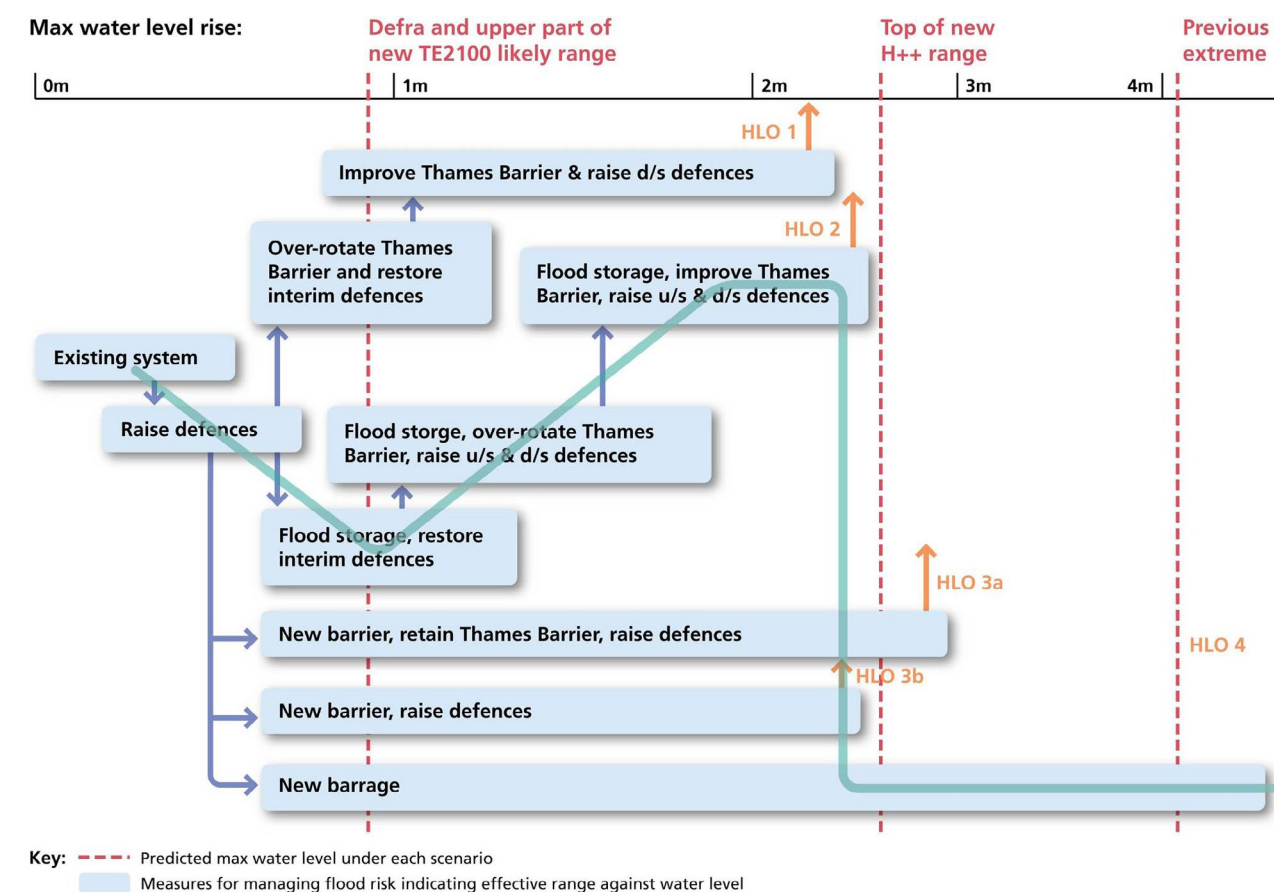 Max water level rise:
Defra and upper part of
new TE2100 likely range
Top of new
H++ range
Previous
extreme
0m
1m
2m
3m
4m
HLO 1
Improve Thames Barrier & raise d/s defences
HLO 2
Over-rotate Thames
Barrier and restore
interim defences
Flood storage, improve Thames
Barrier, raise u/s & d/s defences
Existing system
Raise defences
Flood storge, over-rotate Thames
Barrier, raise u/s & d/s defences
Flood storage, restore
interim defences
HLO 3a
New barrier, retain Thames Barrier, raise defences
HLO 4
HLO 3b
New barrier, raise defences
New barrage
Key:
Predicted max water level under each scenario
Measures for managing flood risk indicating effective range against water level